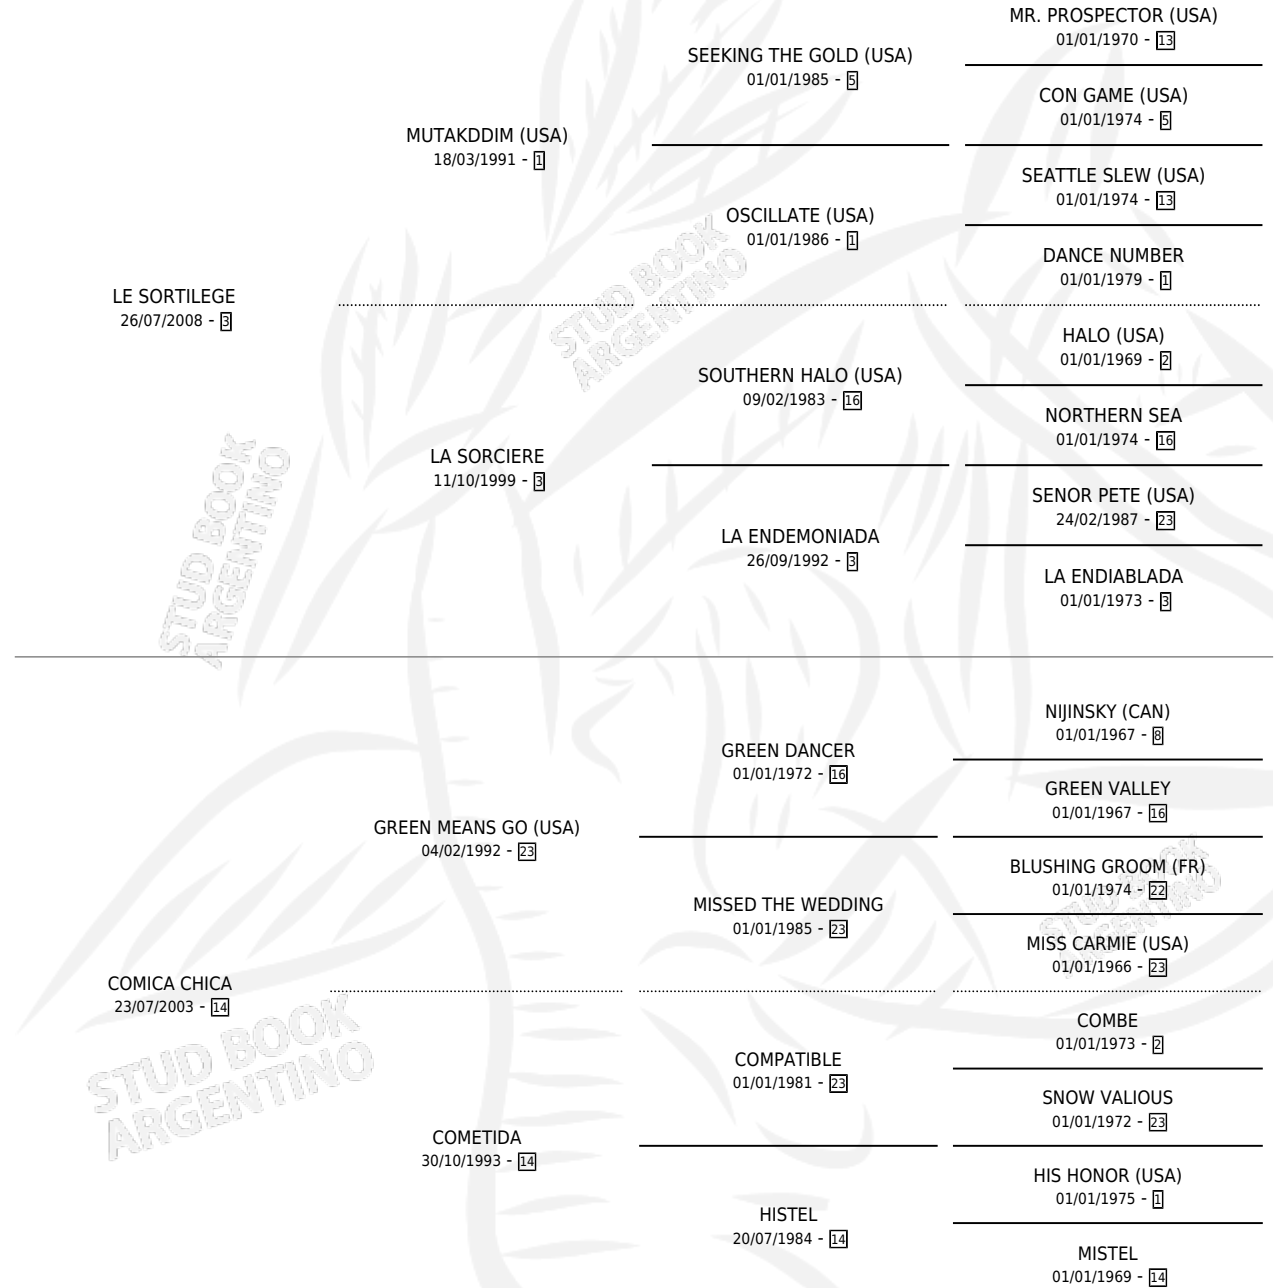 MR. PROSPECTOR (USA)
01/01/1970 - 13
SEEKING THE GOLD (USA)
01/01/1985 - 5
CON GAME (USA)
01/01/1974 - 5
MUTAKDDIM (USA)
18/03/1991 - 1
SEATTLE SLEW (USA)
01/01/1974 - 13
OSCILLATE (USA)
01/01/1986 - 1
DANCE NUMBER
01/01/1979 - 1
LE SORTILEGE
26/07/2008 - 3
STUD BOOK
ARGENTINO
HALO (USA)
01/01/1969 - 2
SOUTHERN HALO (USA)
09/02/1983 - 16
NORTHERN SEA
01/01/1974 - 16
LA SORCIERE
11/10/1999 - 3
SENOR PETE (USA)
24/02/1987 - 23
LA ENDEMONIADA
26/09/1992 - 3
LA ENDIABLADA
01/01/1973 - 3
STUD BOOK
ARGENTINO
NIJINSKY (CAN)
01/01/1967 - 8
GREEN DANCER
01/01/1972 - 16
GREEN VALLEY
01/01/1967 - 16
GREEN MEANS GO (USA)
04/02/1992 - 23
BLUSHING GROOM (FR)
01/01/1974 - 22
MISSED THE WEDDING
01/01/1985 - 23
STUD BOOK
ARGENTINO
MISS CARMIE (USA)
01/01/1966 - 23
COMICA CHICA
23/07/2003 - 14
COMBE
01/01/1973 - 2
COMPATIBLE
01/01/1981 - 23
STUD BOOK
ARGENTINO
SNOW VALIOUS
01/01/1972 - 23
COMETIDA
30/10/1993 - 14
HIS HONOR (USA)
01/01/1975 - 1
HISTEL
20/07/1984 - 14
MISTEL
01/01/1969 - 14